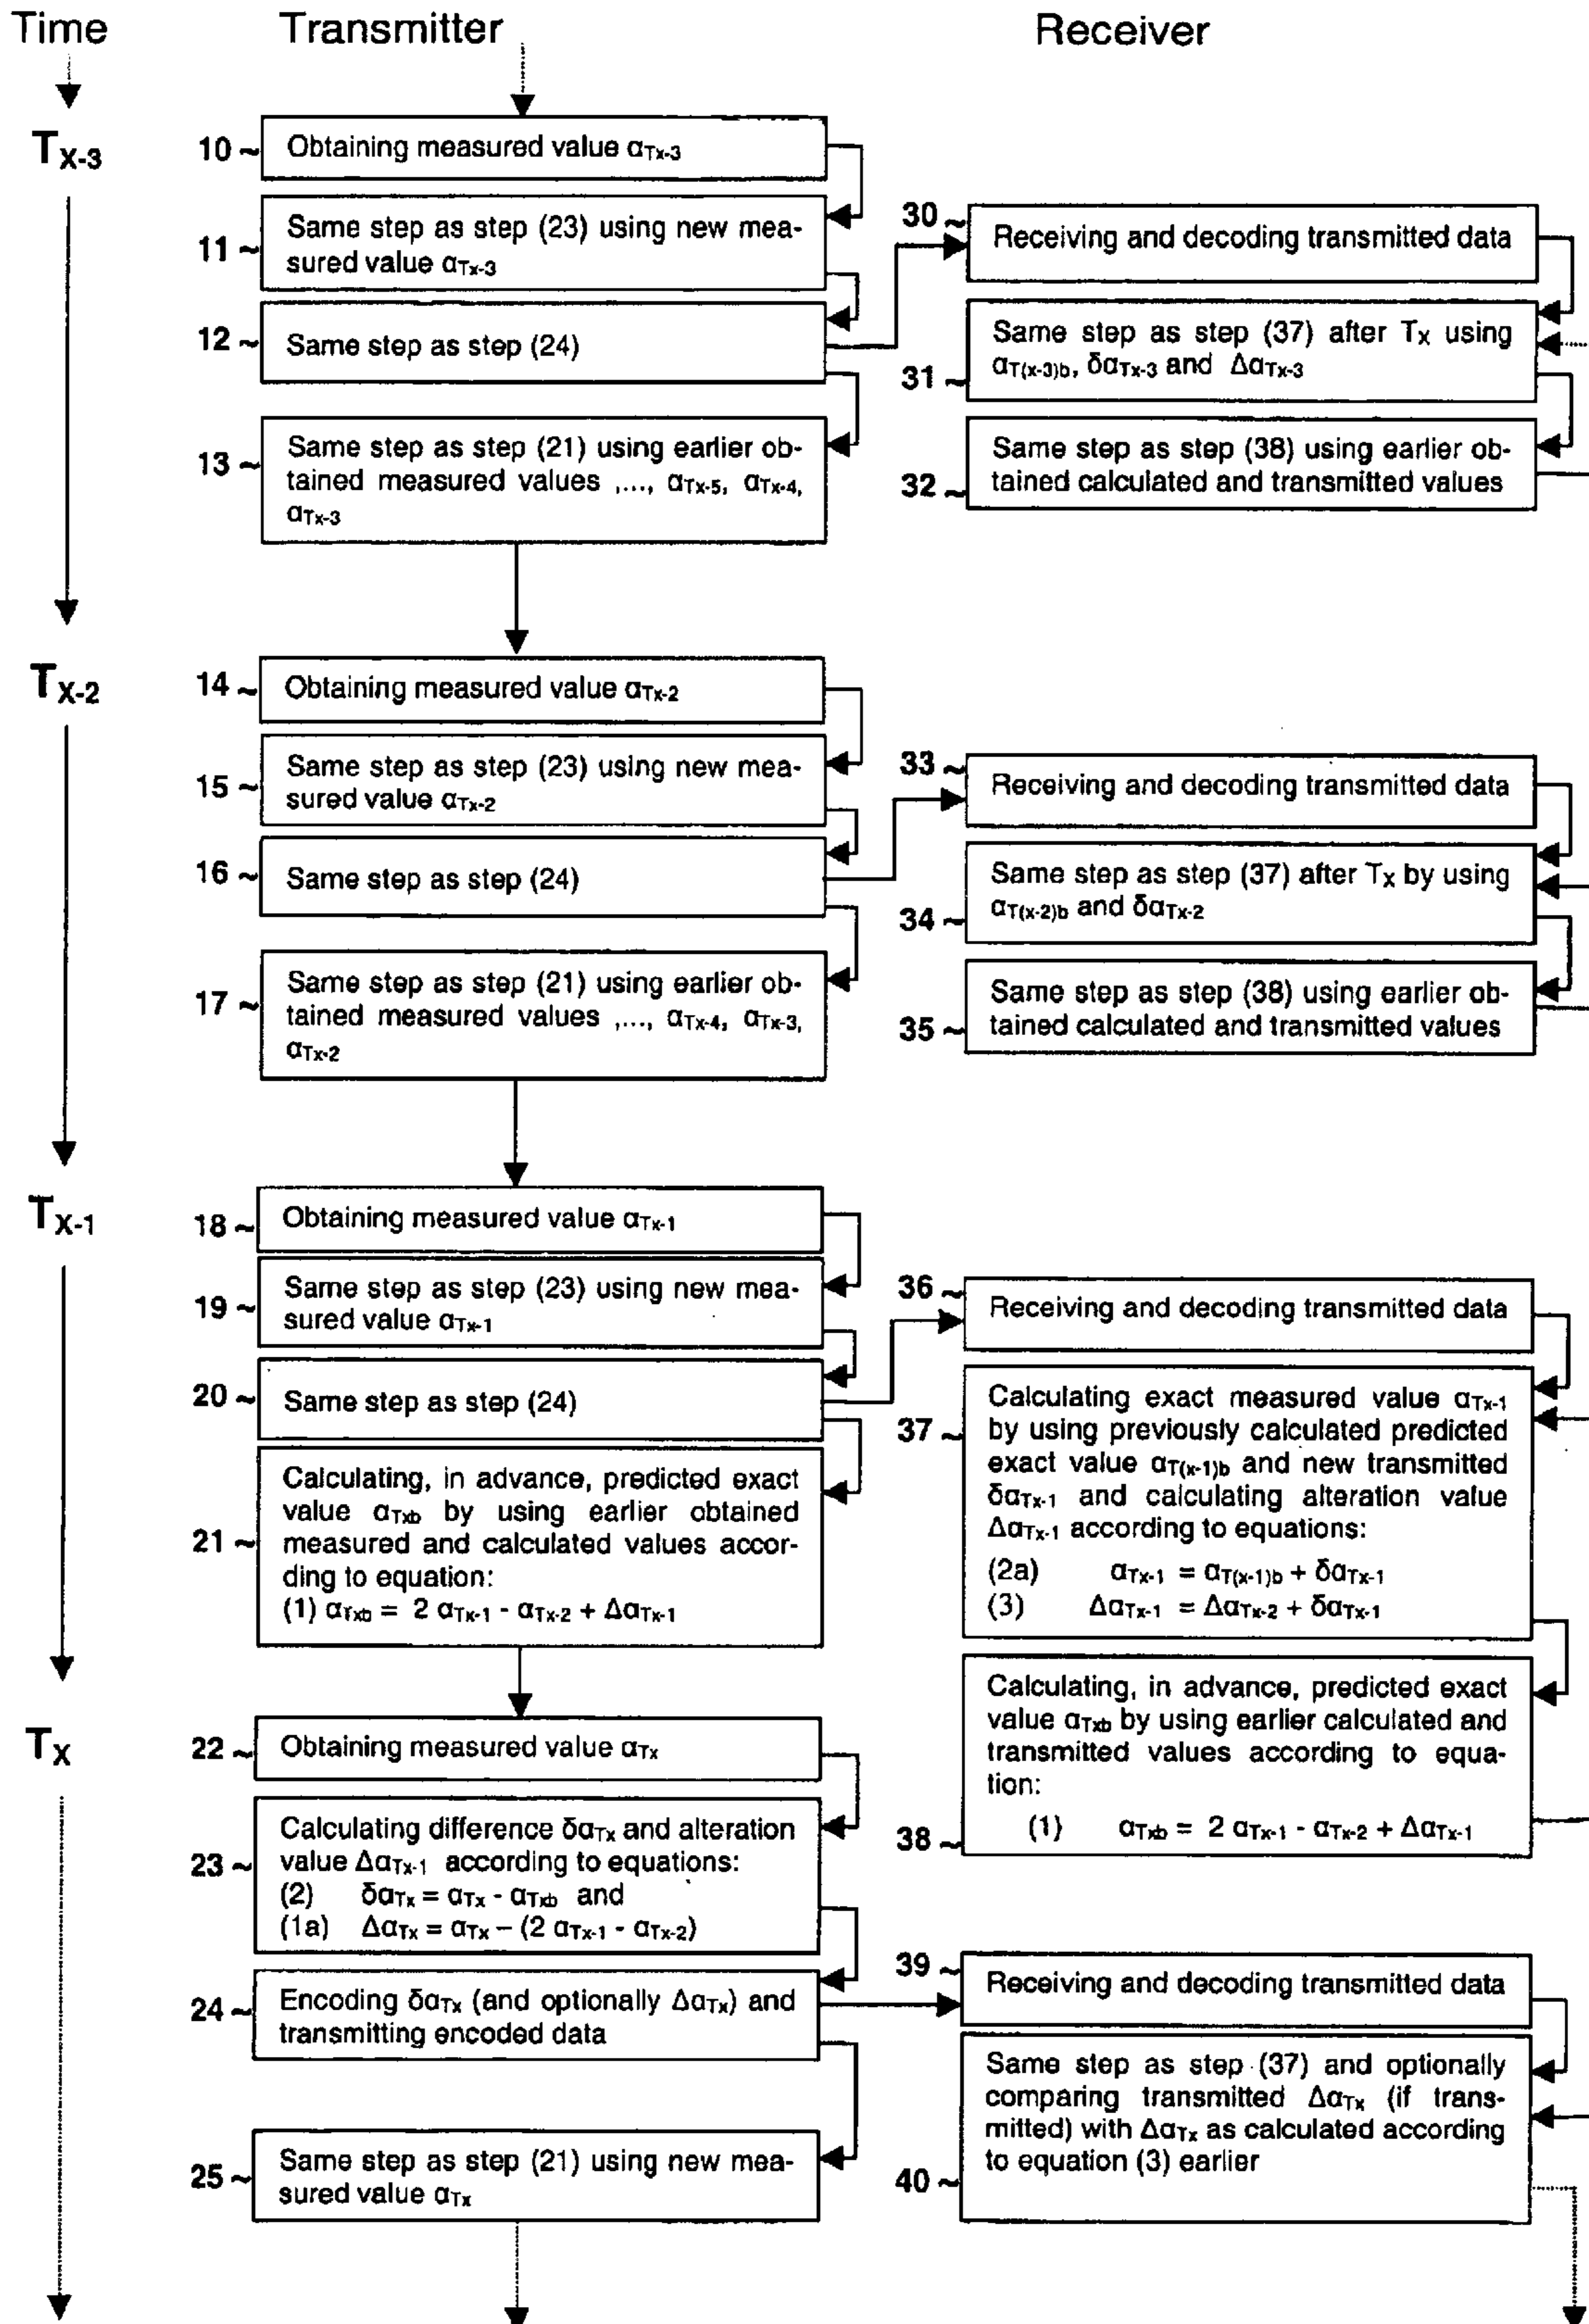 Time
Transmitter
Receiver
Tx-3
10 ~
Obtaining measured value αTx-3
11 ~
Same step as step (23) using new mea-
sured value αTx-3
12 ~
Same step as step (24)
13 ~
Same step as step (21) using earlier ob-
tained measured values ,..., αTx-5, αTx-4,
αTx-3
30 ~
Receiving and decoding transmitted data
31 ~
Same step as step (37) after Tx using
αT(x-3)b, δαTx-3 and ΔαTx-3
32 ~
Same step as step (38) using earlier ob-
tained calculated and transmitted values
Tx-2
14 ~
Obtaining measured value αTx-2
15 ~
Same step as step (23) using new mea-
sured value αTx-2
16 ~
Same step as step (24)
17 ~
Same step as step (21) using earlier ob-
tained measured values ,..., αTx-4, αTx-3,
αTx-2
33 ~
Receiving and decoding transmitted data
34 ~
Same step as step (37) after Tx by using
αT(x-2)b and δαTx-2
35 ~
Same step as step (38) using earlier ob-
tained calculated and transmitted values
Tx-1
18 ~
Obtaining measured value αTx-1
19 ~
Same step as step (23) using new mea-
sured value αTx-1
20 ~
Same step as step (24)
21 ~
Calculating, in advance, predicted exact
value αTxb by using earlier obtained
measured and calculated values accor-
ding to equation:
(1) αTxb = 2 αTx-1 - αTx-2 + ΔαTx-1
36 ~
Receiving and decoding transmitted data
37 ~
Calculating exact measured value αTx-1
by using previously calculated predicted
exact value αT(x-1)b and new transmitted
δαTx-1 and calculating alteration value
ΔαTx-1 according to equations:
(2a) αTx-1 = αT(x-1)b + δαTx-1
(3) ΔαTx-1 = ΔαTx-2 + δαTx-1
38 ~
Calculating, in advance, predicted exact
value αTxb by using earlier calculated and
transmitted values according to equa-
tion:
(1) αTxb = 2 αTx-1 - αTx-2 + ΔαTx-1
Tx
22 ~
Obtaining measured value αTx
23 ~
Calculating difference δαTx and alteration
value ΔαTx-1 according to equations:
(2) δαTx = αTx - αTxb and
(1a) ΔαTx = αTx – (2 αTx-1 - αTx-2)
24 ~
Encoding δαTx (and optionally ΔαTx) and
transmitting encoded data
25 ~
Same step as step (21) using new mea-
sured value αTx
39 ~
Receiving and decoding transmitted data
40 ~
Same step as step (37) and optionally
comparing transmitted ΔαTx (if trans-
mitted) with ΔαTx as calculated according
to equation (3) earlier